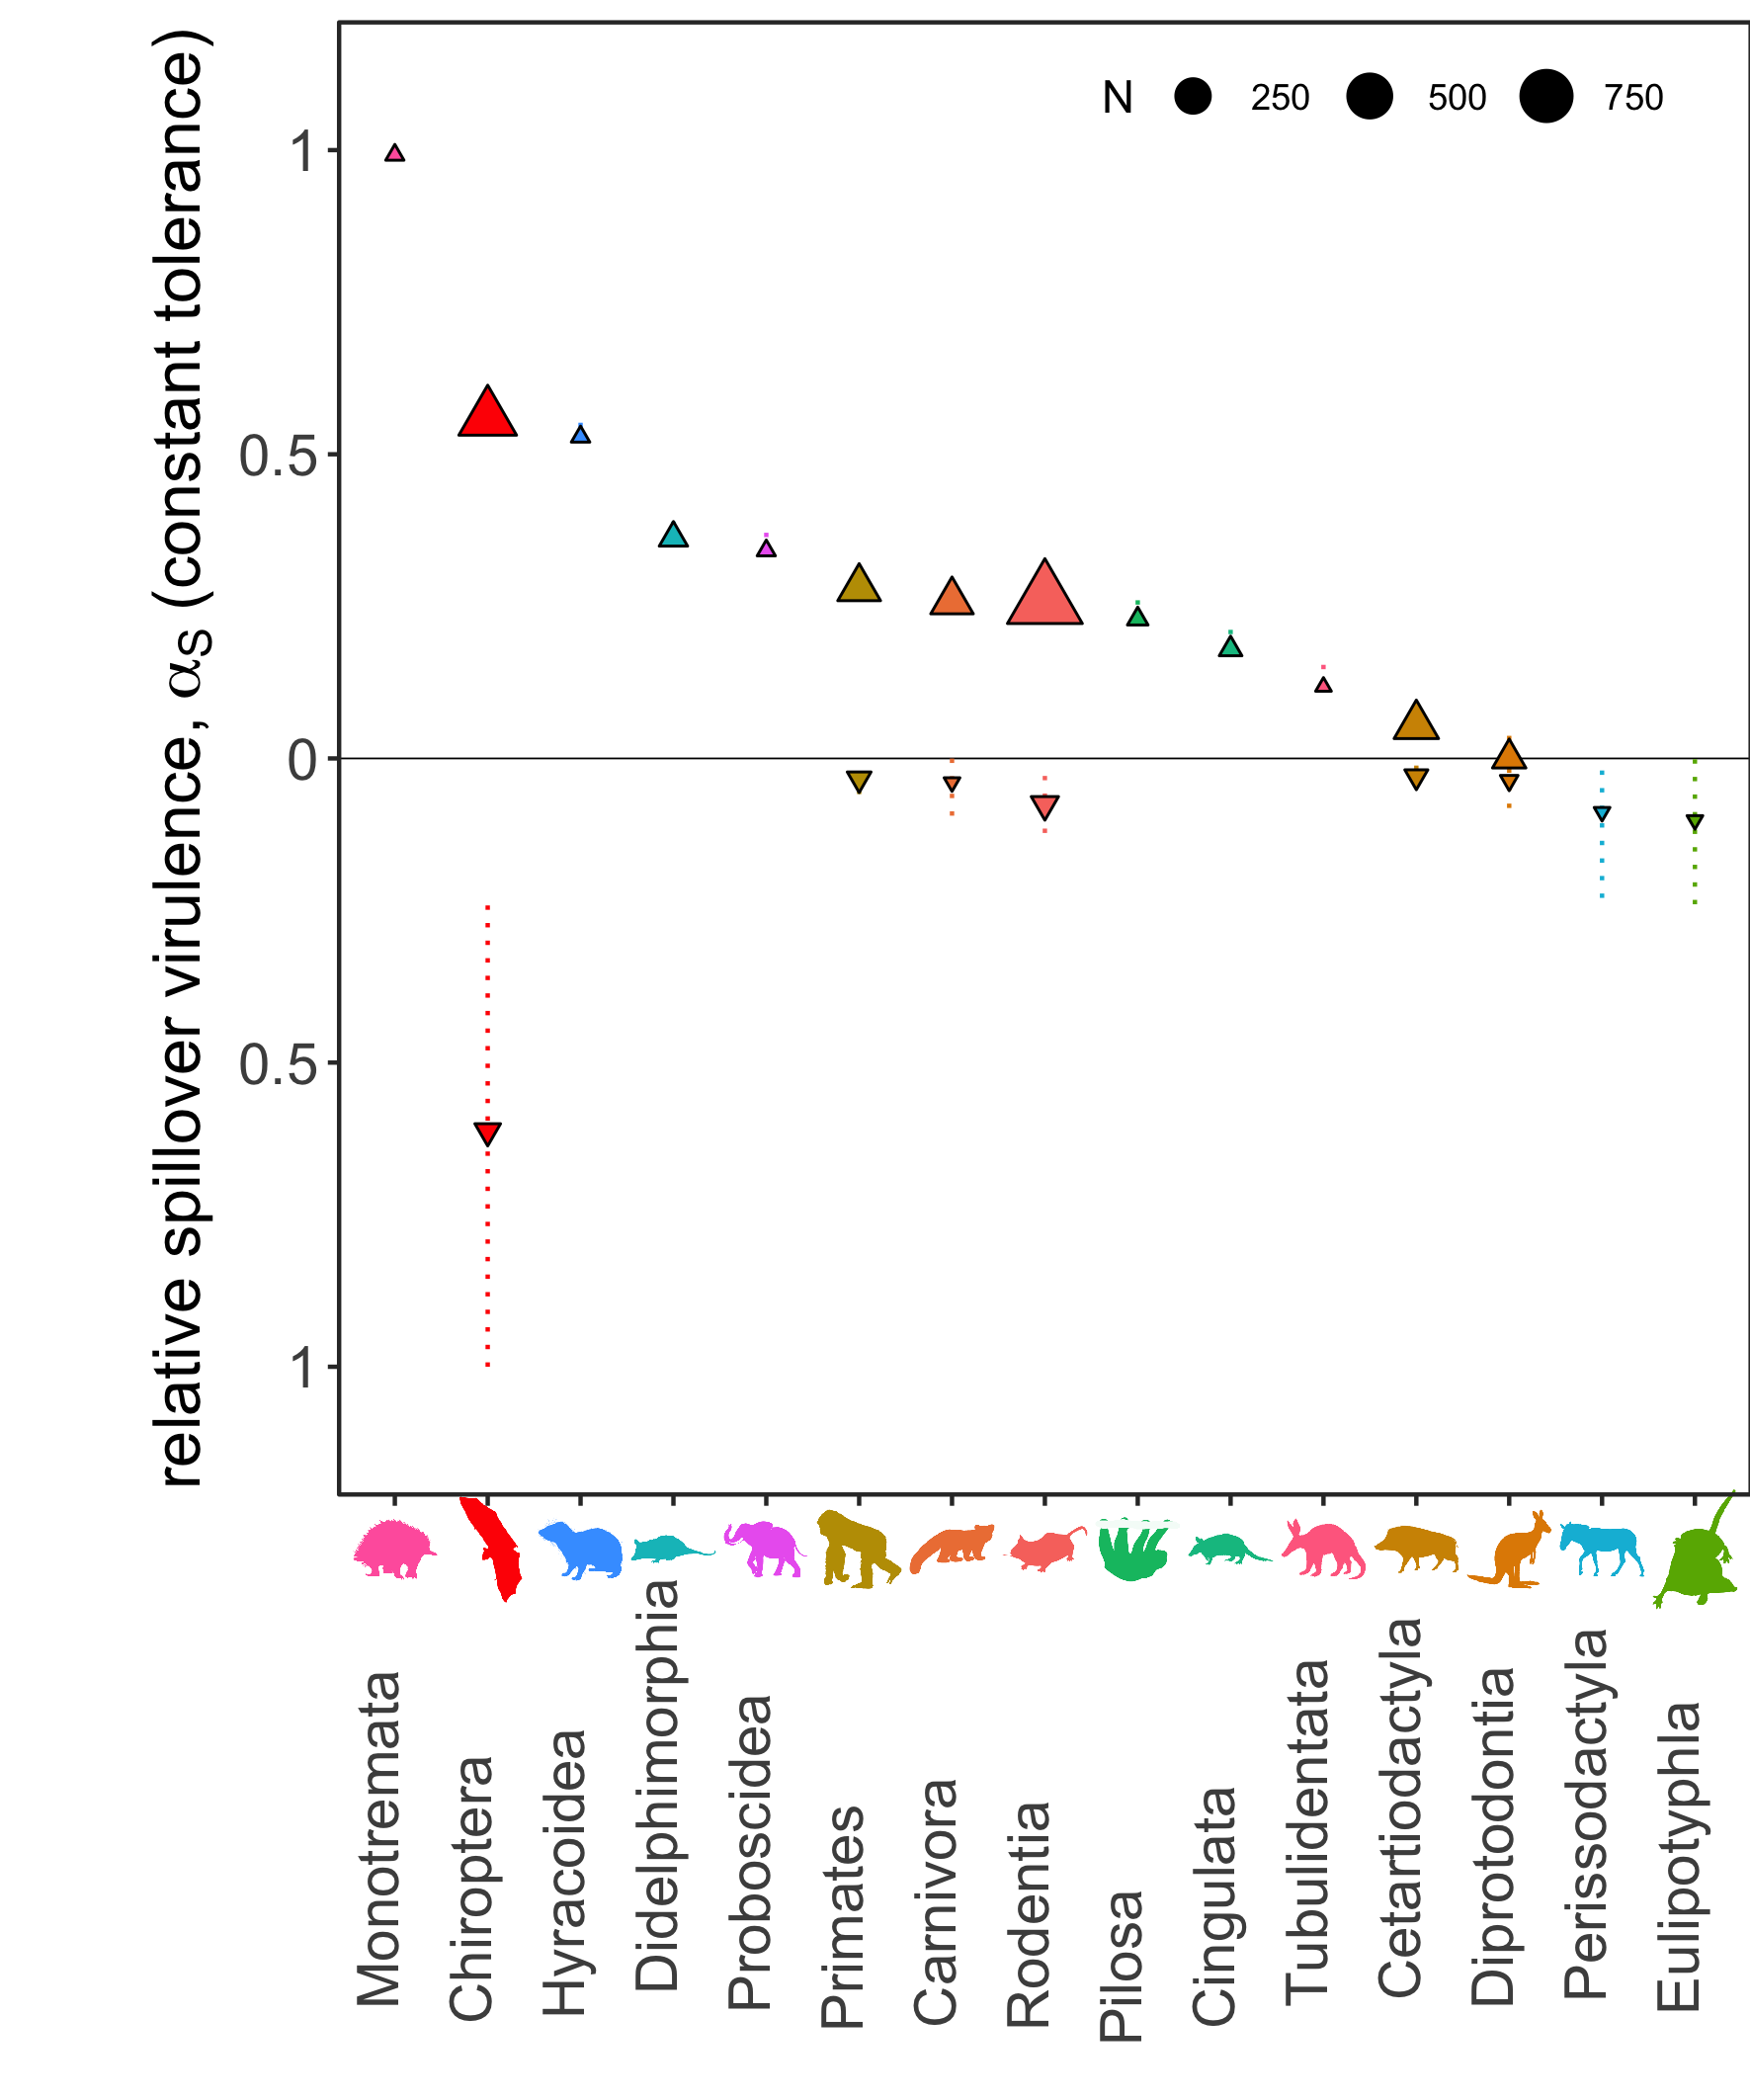 relative spillover virulence, αS (constant tolerance)
N 250 500 750
1
0.5
0
0.5
1
Monotremata
Chiroptera
Hyracoidea
Didelphimorphia
Proboscidea
Primates
Carnivora
Rodentia
Pilosa
Cingulata
Tubulidentata
Cetartiodactyla
Diprotodontia
Perissodactyla
Eulipotyphla